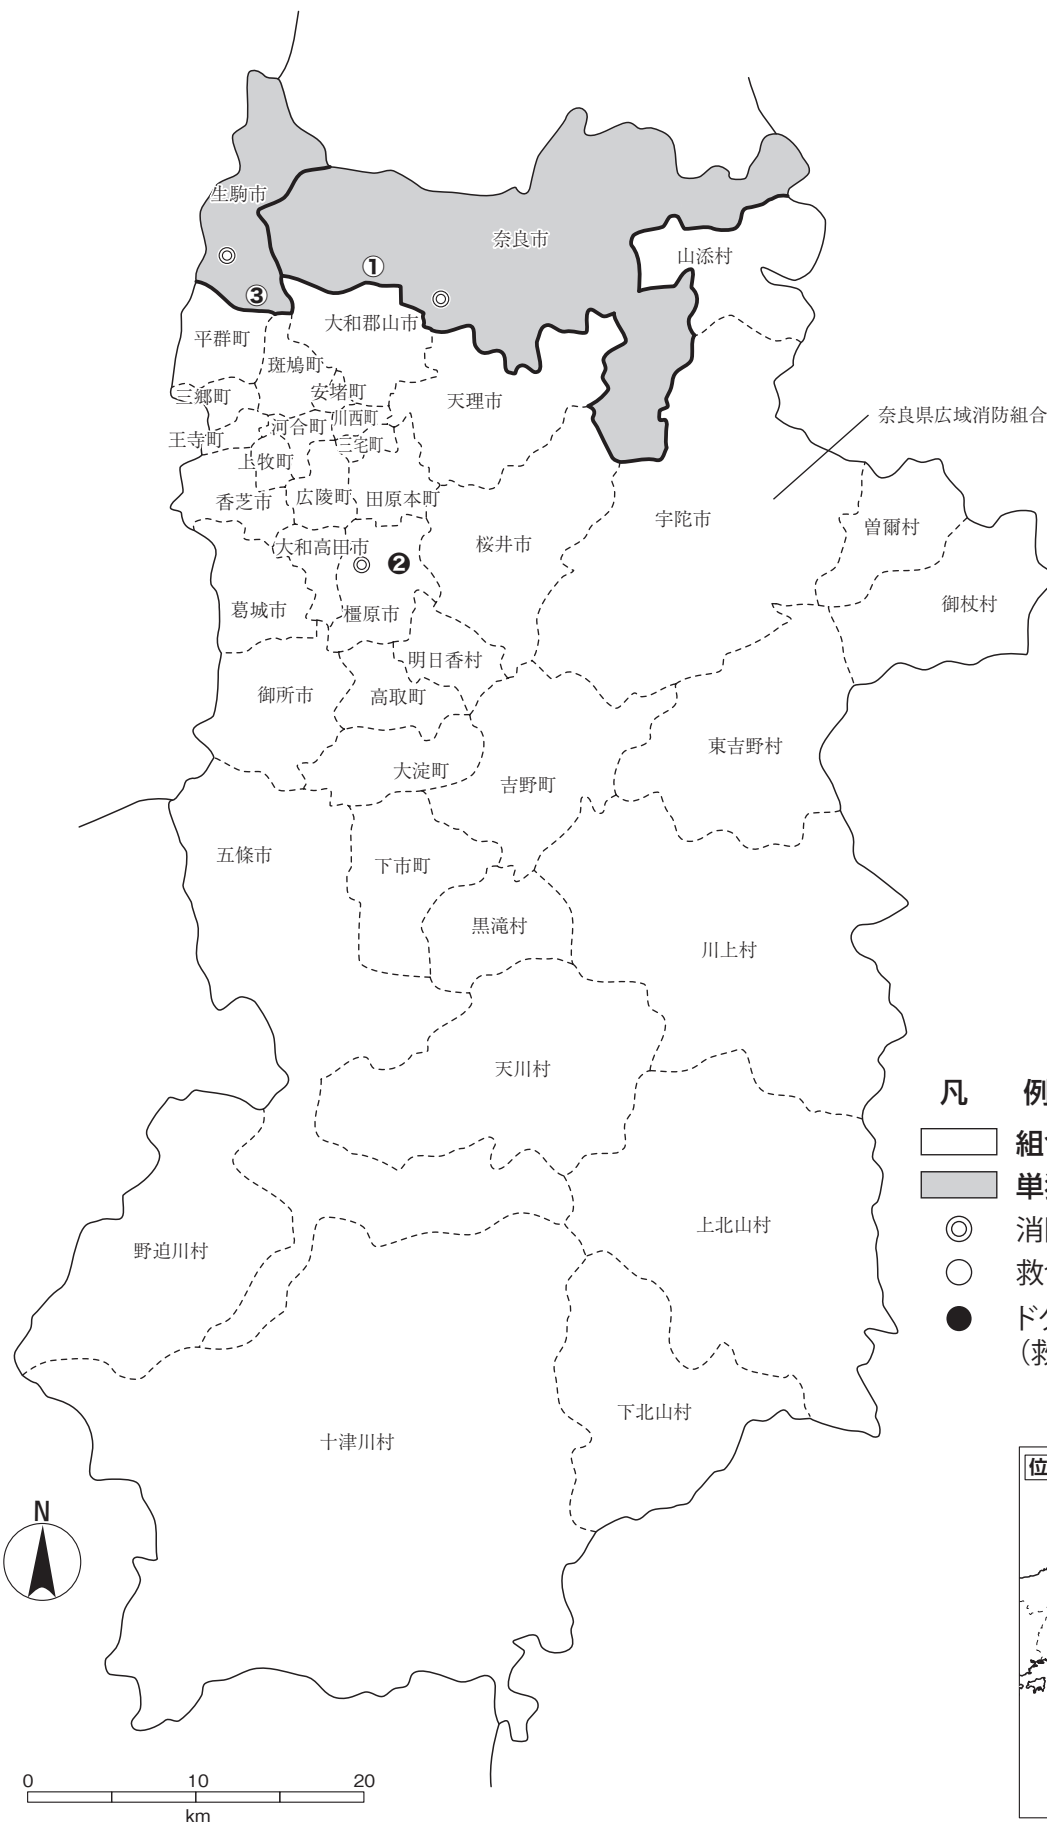 生駒市
奈良市
山添村
①
③
大和郡山市
平群町
斑鳩町
三郷町
安堵町
天理市
川西町
河合町
王寺町
三宅町
上牧町
奈良県広域消防組合
香芝市
広陵町
田原本町
宇陀市
曽爾村
桜井市
大和高田市
❷
葛城市
橿原市
御杖村
明日香村
御所市
高取町
東吉野村
大淀町
吉野町
五條市
下市町
黒滝村
川上村
天川村
凡 例
組
単
上北山村
消
救
野迫川村
ド
(救
下北山村
十津川村
位
N
0 10 20
km